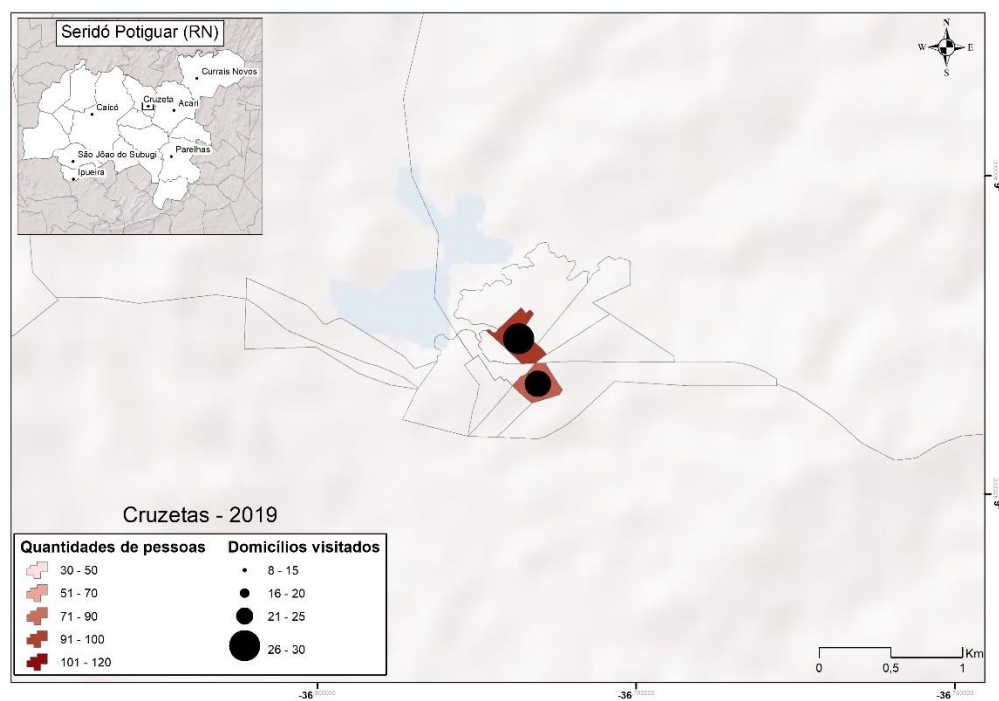 Seridó Potiguar (RN)
Currais Novos
Cruzeta
Acari
Caicó
São Jõao do Subugi
Parelhas
Ipueira
N
W
E
S
Cruzetas - 2019
Quantidades de pessoas
30 - 50
51 - 70
71 - 90
91 - 100
101 - 120
Domicílios visitados
8 - 15
16 - 20
21 - 25
26 - 30
Km
0
0,5
1
-36
-36
-36
-6